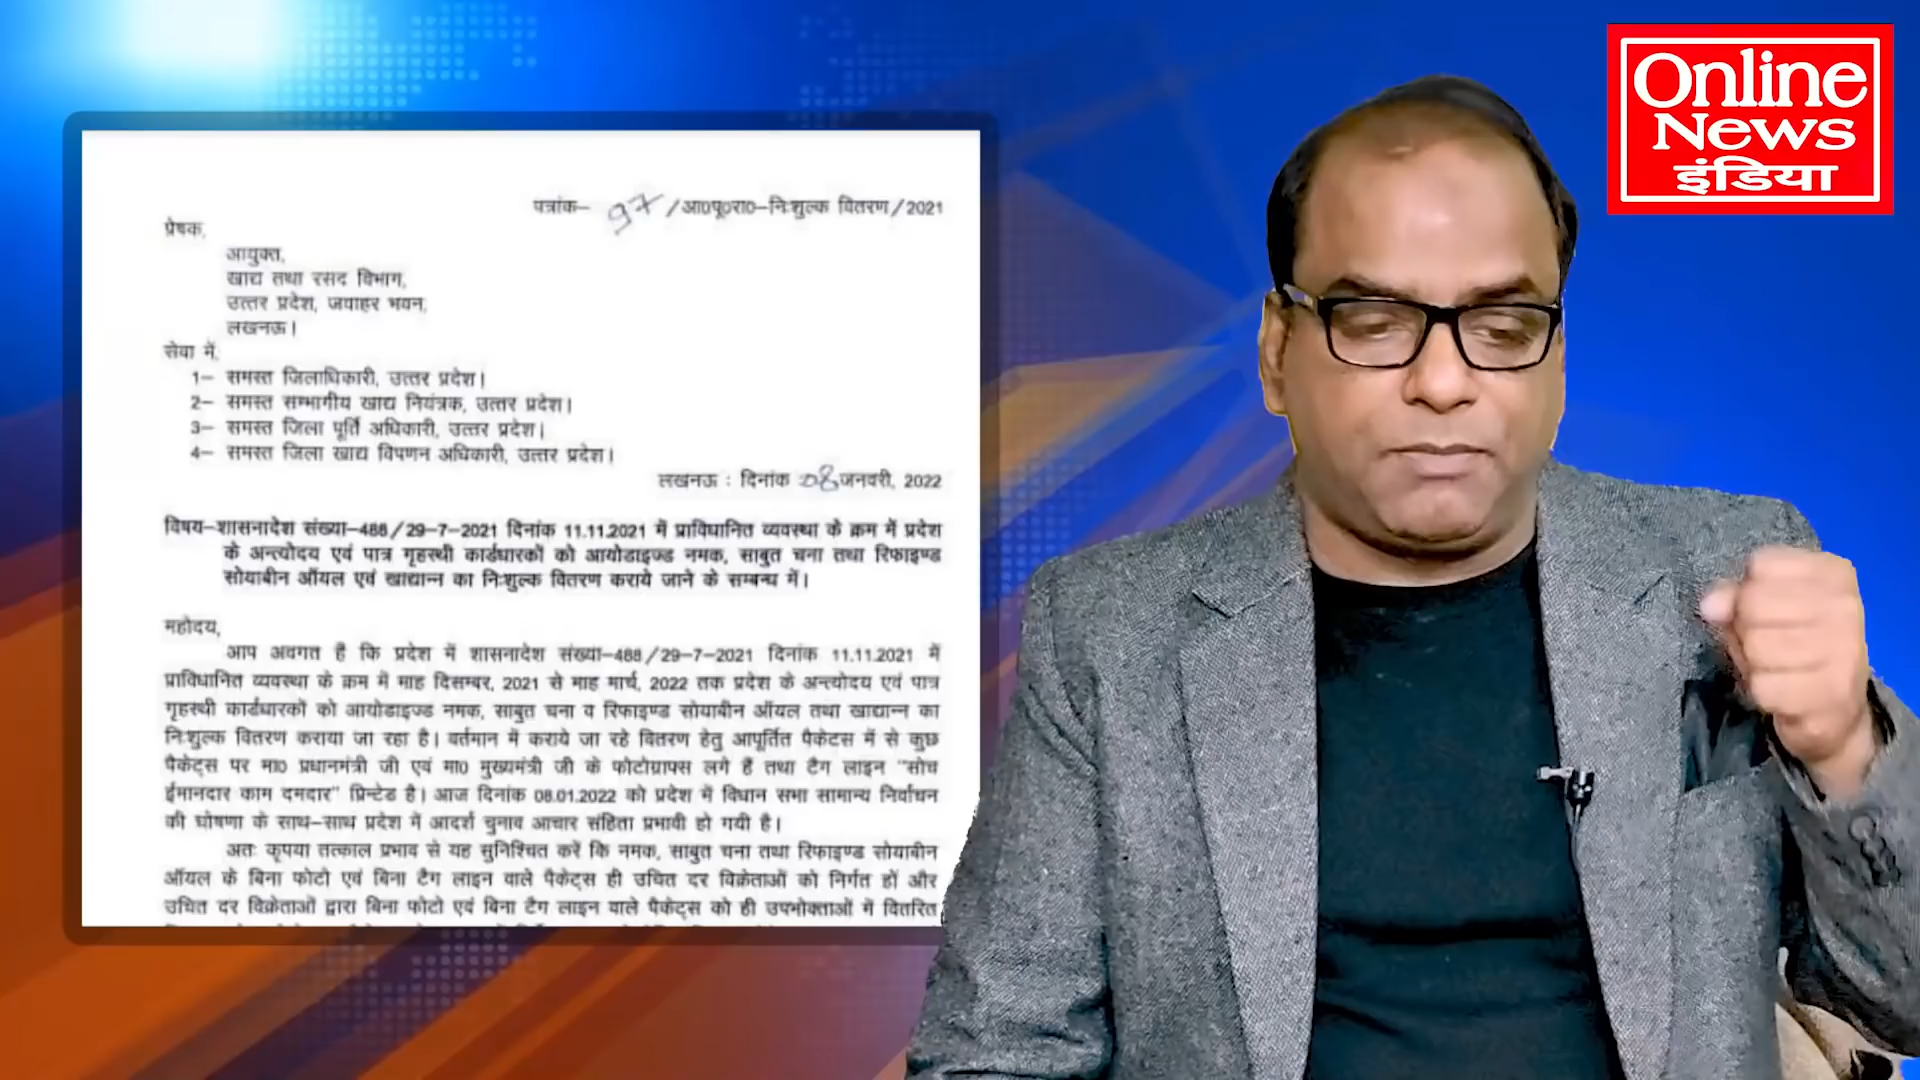 पत्रांक- 97 /आ0पू0रा0-निःशुल्क वितरण/2021
प्रेषक,
आयुक्त,
खाद्य तथा रसद विभाग,
उत्तर प्रदेश, जवाहर भवन,
लखनऊ।
सेवा में,
1- समस्त जिलाधिकारी, उत्तर प्रदेश।
2- समस्त सम्भागीय खाद्य नियंत्रक, उत्तर प्रदेश।
3- समस्त जिला पूर्ति अधिकारी, उत्तर प्रदेश।
4- समस्त जिला खाद्य विपणन अधिकारी, उत्तर प्रदेश।
लखनऊ : दिनांक 08 जनवरी, 2022
विषय-शासनादेश संख्या-488/29-7-2021 दिनांक 11.11.2021 में प्राविधानित व्यवस्था के क्रम में प्रदेश
के अन्त्योदय एवं पात्र गृहस्थी कार्डधारकों को आयोडाइज्ड नमक, साबुत चना तथा रिफाइण्ड
सोयाबीन ऑयल एवं खाद्यान्न का निःशुल्क वितरण कराये जाने के सम्बन्ध में।
महोदय,
आप अवगत है कि प्रदेश में शासनादेश संख्या-488/29-7-2021 दिनांक 11.11.2021 में
प्राविधानित व्यवस्था के क्रम में माह दिसम्बर, 2021 से माह मार्च, 2022 तक प्रदेश के अन्त्योदय एवं पात्र
गृहस्थी कार्डधारकों को आयोडाइज्ड नमक, साबुत चना व रिफाइण्ड सोयाबीन ऑयल तथा खाद्यान्न का
निःशुल्क वितरण कराया जा रहा है। वर्तमान में कराये जा रहे वितरण हेतु आपूर्तित पैकेटस में से कुछ
पैकेट्स पर मा0 प्रधानमंत्री जी एवं मा0 मुख्यमंत्री जी के फोटोग्राफ्स लगे हैं तथा टैग लाइन "सोच
ईमानदार काम दमदार" प्रिन्टेड है। आज दिनांक 08.01.2022 को प्रदेश में विधान सभा सामान्य निर्वाचन
की घोषणा के साथ-साथ प्रदेश में आदर्श चुनाव आचार संहिता प्रभावी हो गयी है।
अतः कृपया तत्काल प्रभाव से यह सुनिश्चित करें कि नमक, साबुत चना तथा रिफाइण्ड सोयाबीन
ऑयल के बिना फोटो एवं बिना टैग लाइन वाले पैकेट्स ही उचित दर विक्रेताओं को निर्गत हों और
उचित दर विक्रेताओं द्वारा बिना फोटो एवं बिना टैग लाइन वाले पैकेट्स को ही उपभोक्ताओं में वितरित
Online
News
इंडिया